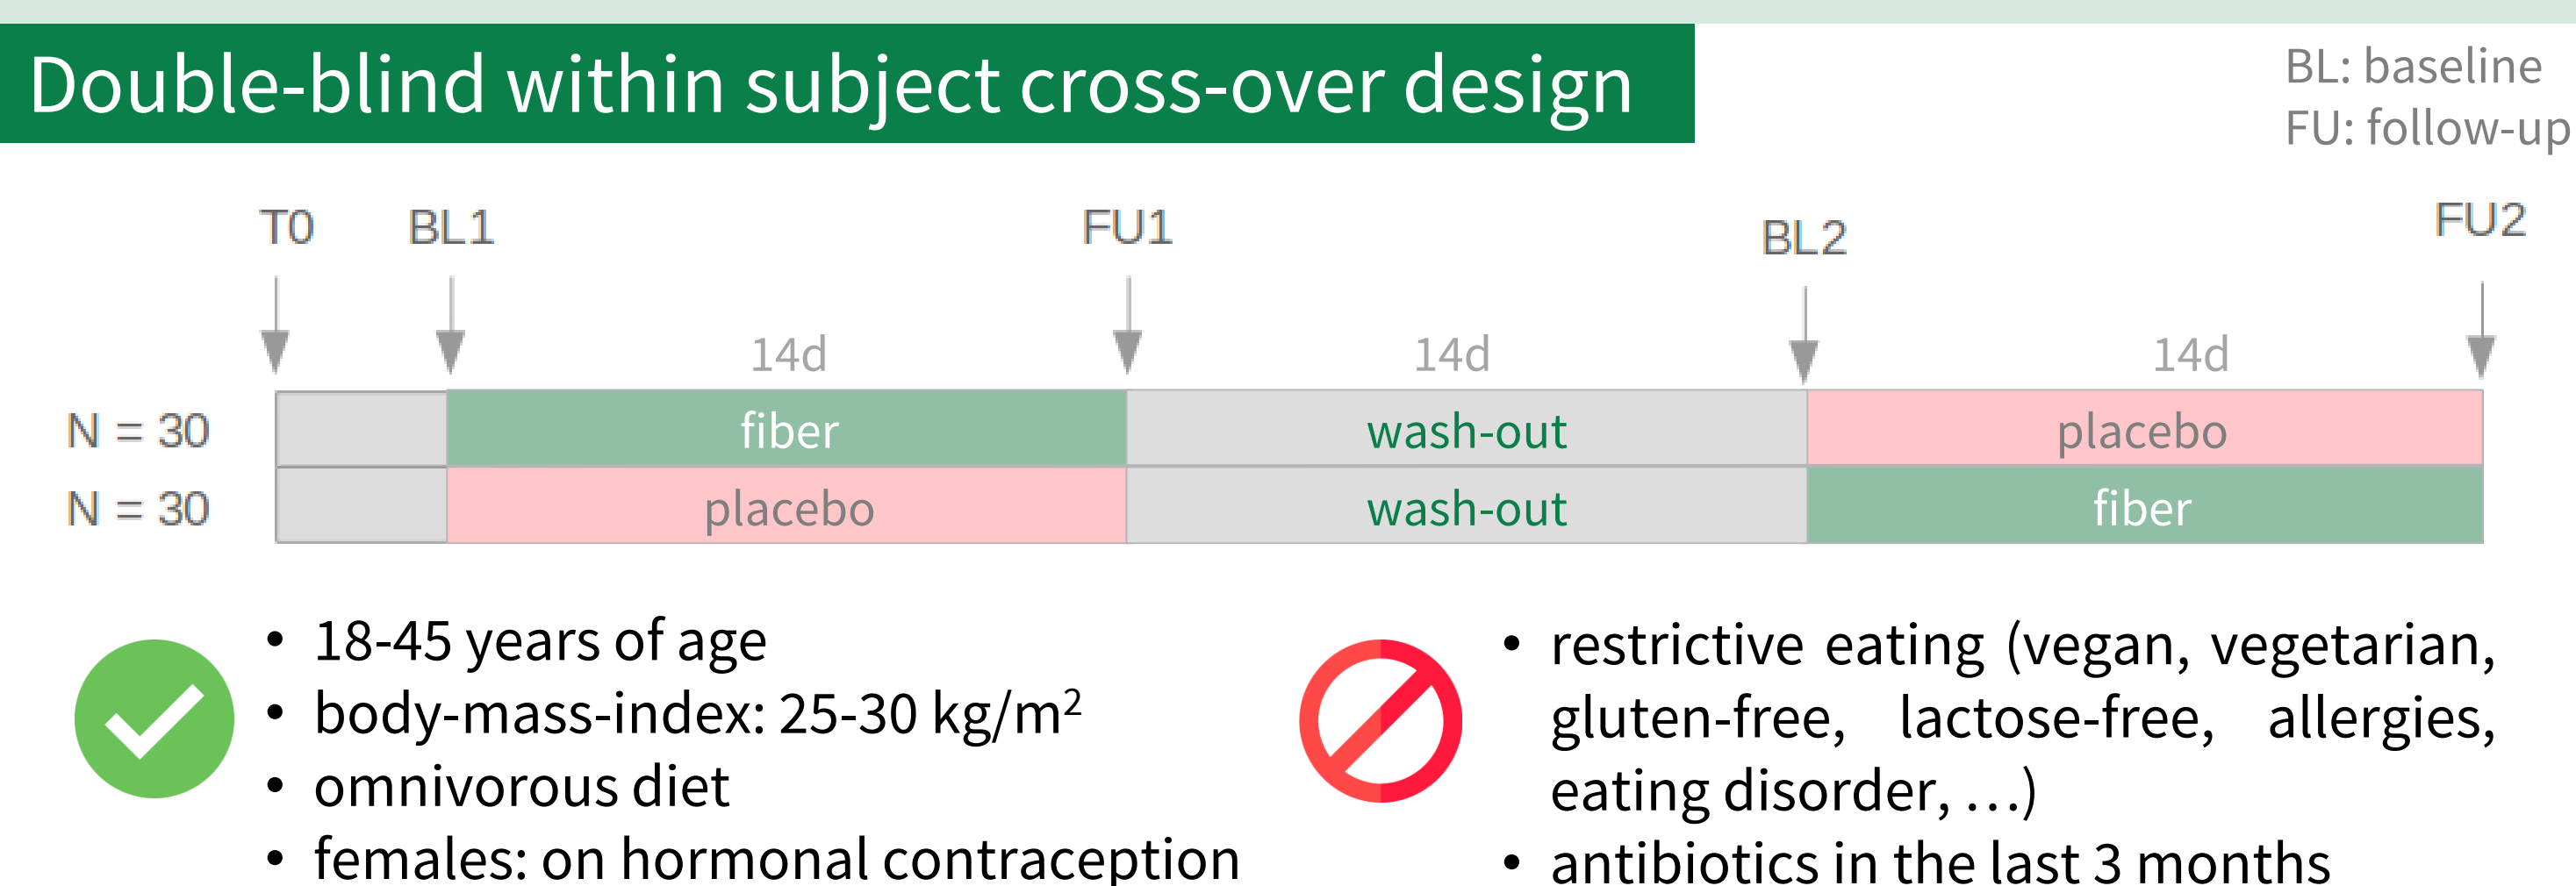 Double-blind within subject cross-over design
BL: baseline
FU: follow-up
T0 BL1 FU1 BL2 FU2
14d 14d 14d
N = 30 fiber wash-out placebo
N = 30 placebo wash-out fiber
• 18-45 years of age
• body-mass-index: 25-30 kg/m²
• omnivorous diet
• females: on hormonal contraception
• restrictive eating (vegan, vegetarian,
gluten-free, lactose-free, allergies,
eating disorder, …)
• antibiotics in the last 3 months